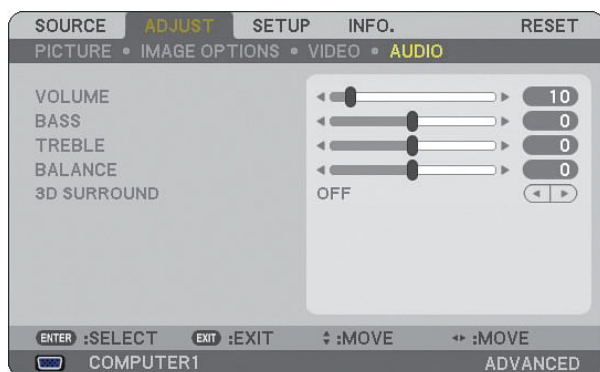 SOURCE ADJUST SETUP INFO. RESET
PICTURE • IMAGE OPTIONS • VIDEO • AUDIO
VOLUME 10
BASS 0
TREBLE 0
BALANCE 0
3D SURROUND OFF
ENTER :SELECT EXIT :EXIT :MOVE :MOVE
COMPUTER1 ADVANCED